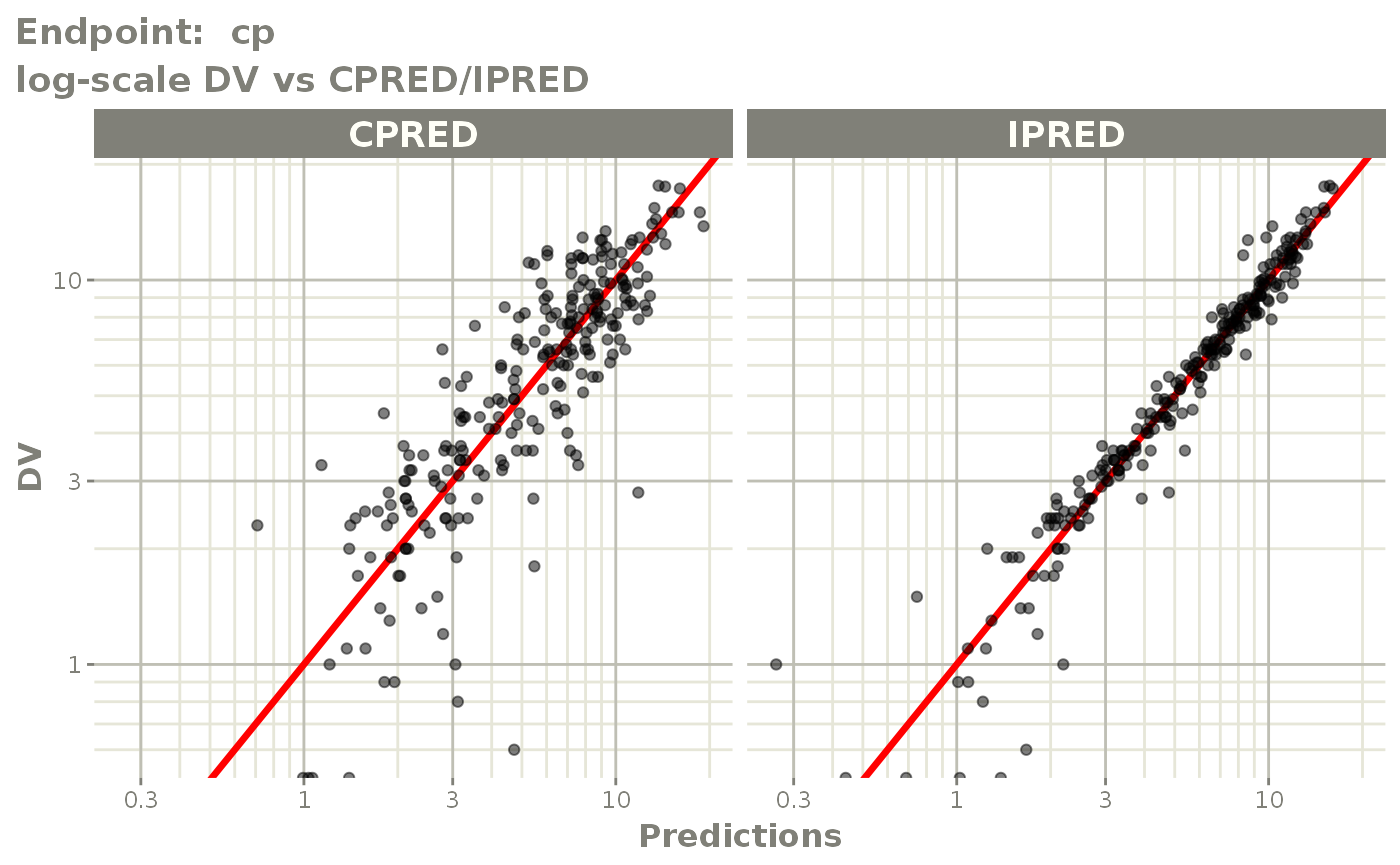 Endpoint:  cp
log-scale DV vs CPRED/IPRED
CPRED IPRED
DV
10
3
1
0.3 1 3 10 0.3 1 3 10
Predictions